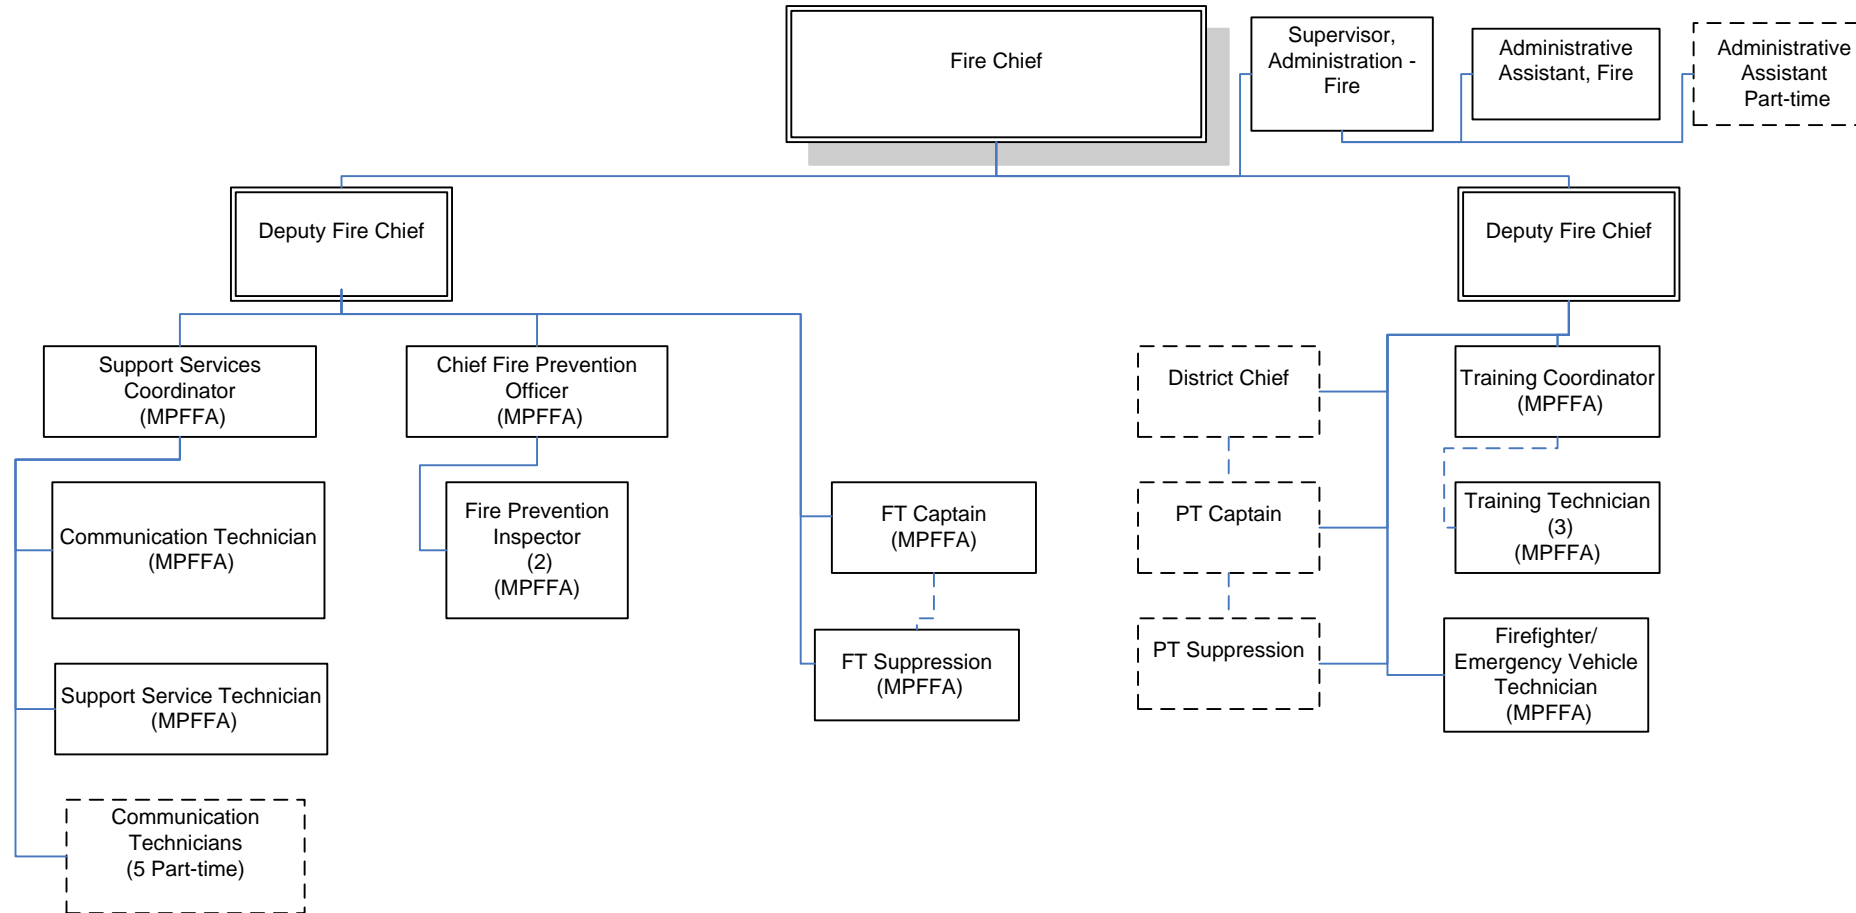 Fire Chief
Supervisor,
Administration -
Fire
Administrative
Assistant, Fire
Administrative
Assistant
Part-time
Deputy Fire Chief
Deputy Fire Chief
Support Services
Coordinator
(MPFFA)
Chief Fire Prevention
Officer
(MPFFA)
District Chief
Training Coordinator
(MPFFA)
Communication Technician
(MPFFA)
Fire Prevention
Inspector
(2)
(MPFFA)
FT Captain
(MPFFA)
PT Captain
Training Technician
(3)
(MPFFA)
Support Service Technician
(MPFFA)
FT Suppression
(MPFFA)
PT Suppression
Firefighter/
Emergency Vehicle
Technician
(MPFFA)
Communication
Technicians
(5 Part-time)